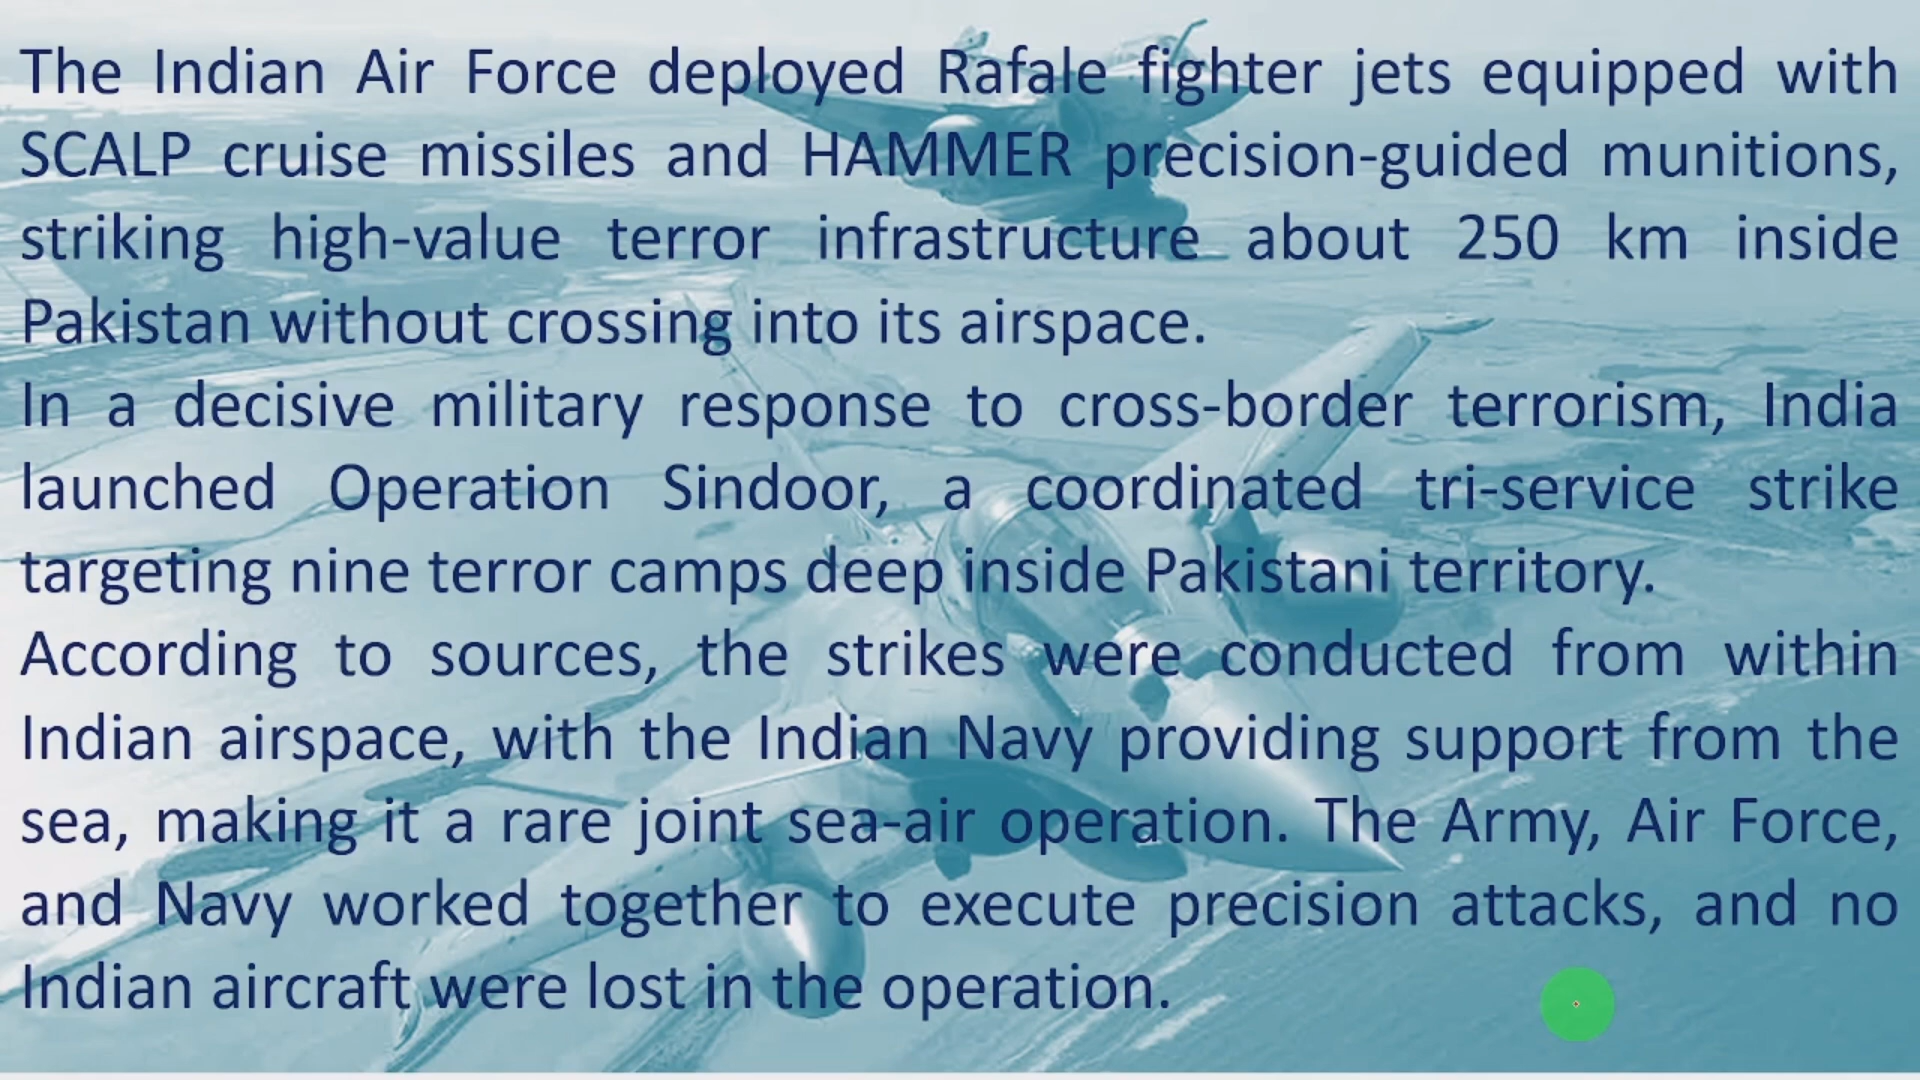 The Indian Air Force deployed Rafale fighter jets equipped with
SCALP cruise missiles and HAMMER precision-guided munitions,
striking high-value terror infrastructure about 250 km inside
Pakistan without crossing into its airspace.
In a decisive military response to cross-border terrorism, India
launched Operation Sindoor, a coordinated tri-service strike
targeting nine terror camps deep inside Pakistani territory.
According to sources, the strikes were conducted from within
Indian airspace, with the Indian Navy providing support from the
sea, making it a rare joint sea-air operation. The Army, Air Force,
and Navy worked together to execute precision attacks, and no
Indian aircraft were lost in the operation.